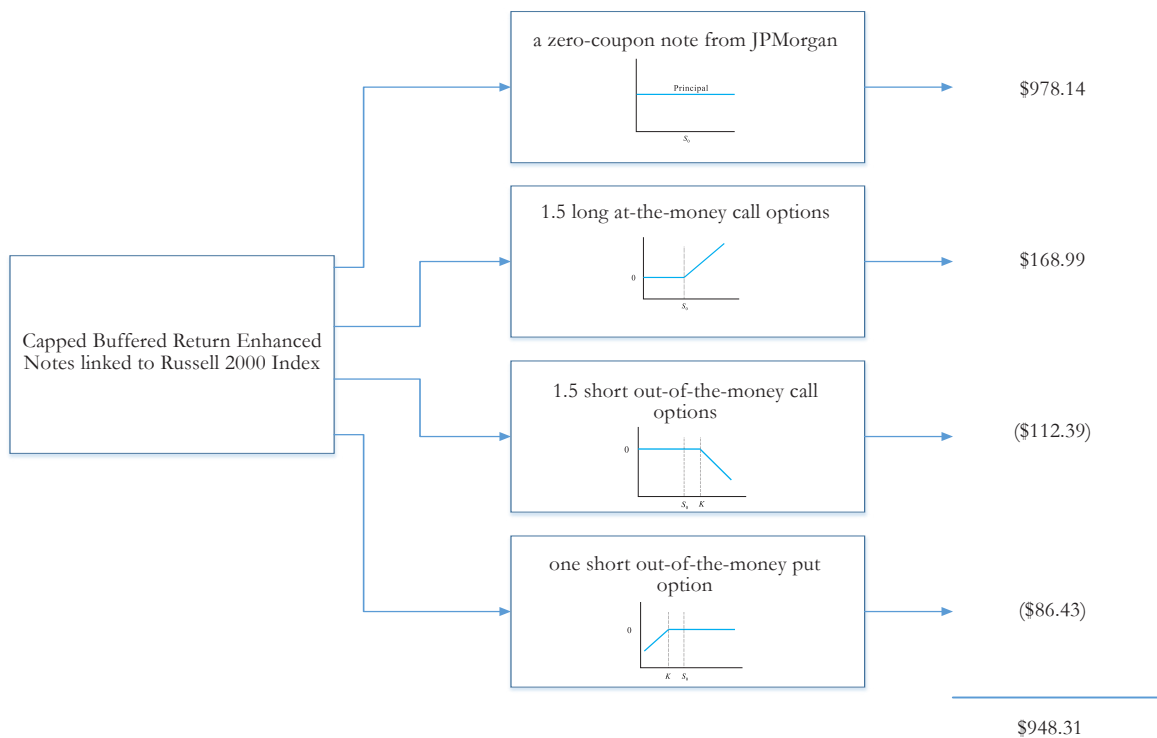 a zero-coupon note from JPMorgan
Principal
S0
$978.14
1.5 long at-the-money call options
0
S0
$168.99
Capped Buffered Return Enhanced
Notes linked to Russell 2000 Index
1.5 short out-of-the-money call
options
0
S0 K
($112.39)
one short out-of-the-money put
option
0
K S0
($86.43)
$948.31